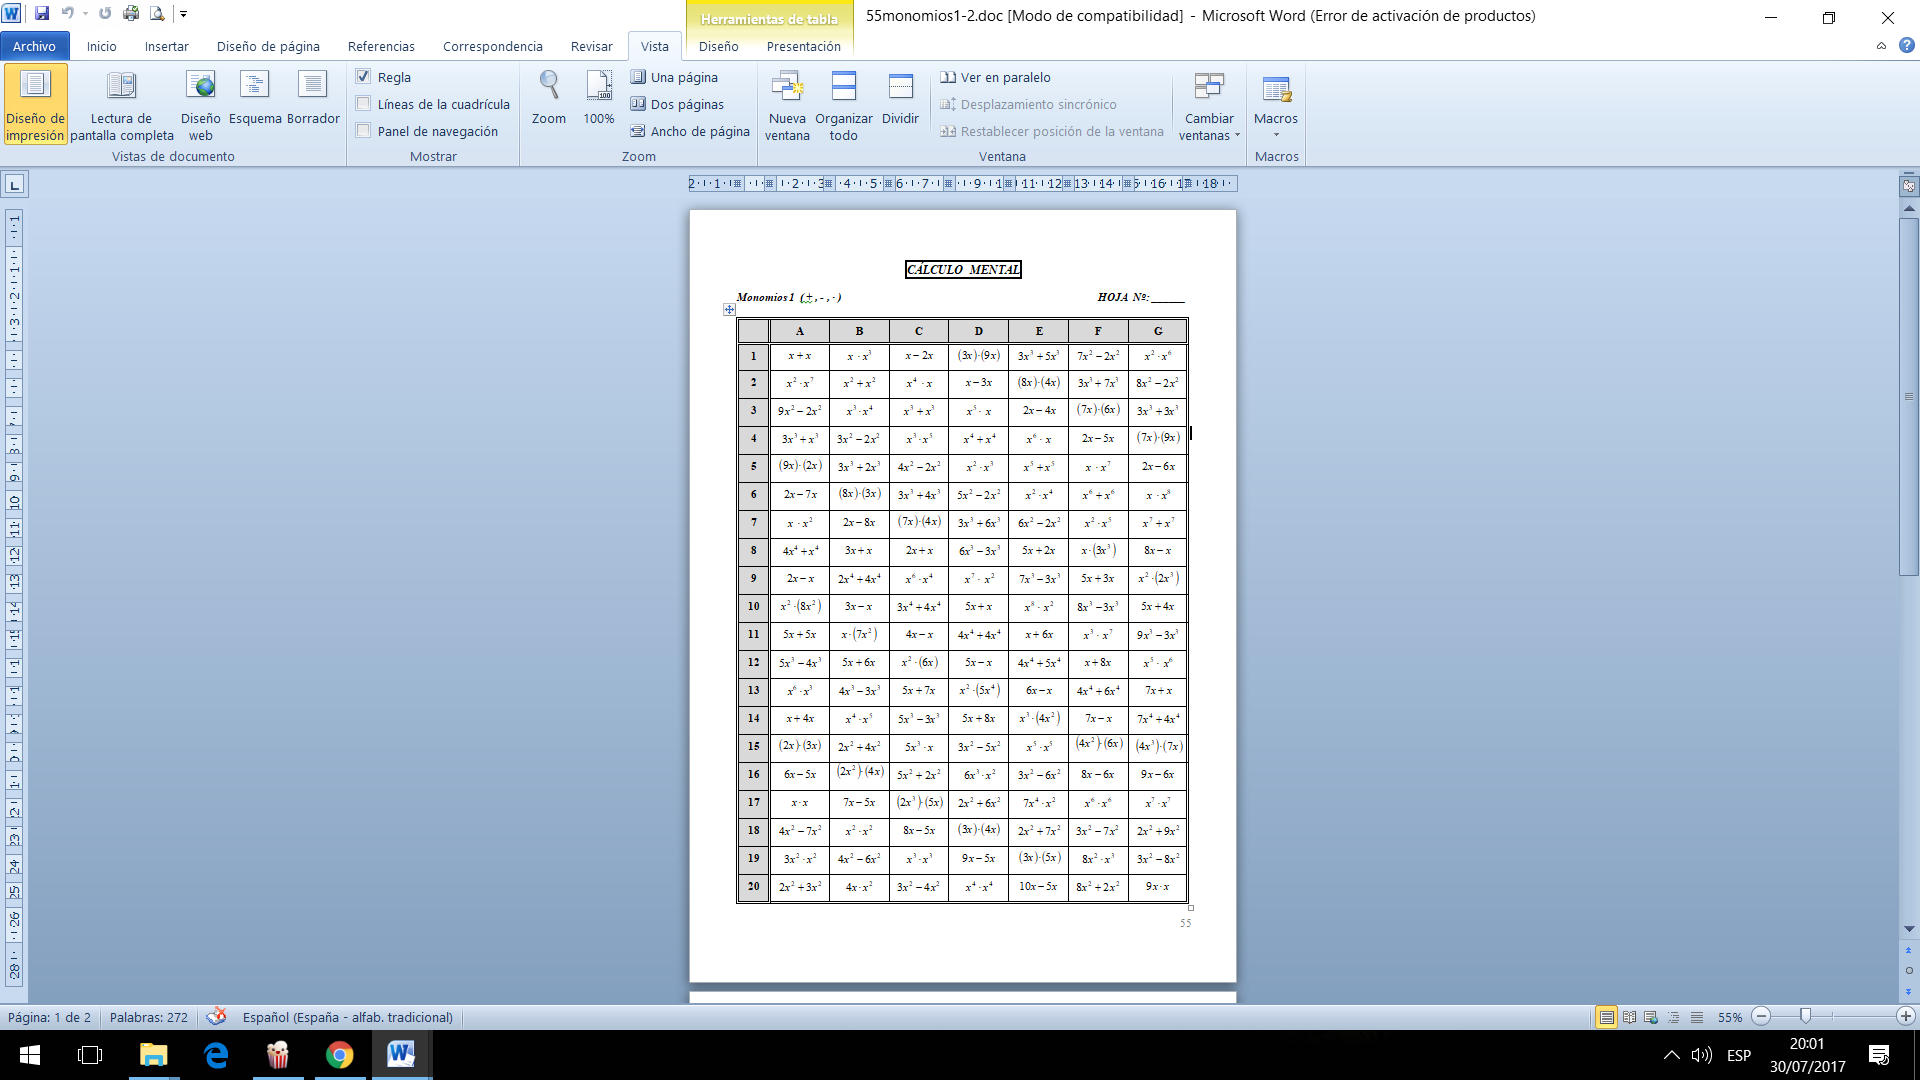 Herramientas de tabla
55monomios1-2.doc [Modo de compatibilidad] - Microsoft Word (Error de activación de productos)
Archivo Inicio Insertar Diseño de página Referencias Correspondencia Revisar Vista Diseño Presentación
Diseño de impresión
Lectura de pantalla completa
Diseño web
Esquema
Borrador
Vistas de documento
Regla
Líneas de la cuadrícula
Panel de navegación
Mostrar
Zoom
100%
Una página
Dos páginas
Ancho de página
Zoom
Nueva ventana
Organizar todo
Dividir
Ver en paralelo
Desplazamiento sincrónico
Restablecer posición de la ventana
Ventana
Cambiar ventanas
Macros
Macros
CÁLCULO MENTAL
Monomios 1 (+ , - , · ) HOJA Nº: ______
A B C D E F G
1 x + x x · x³ x − 2x (3x)·(9x) 3x³ + 5x³ 7x² − 2x² x² · x⁶
2 x² · x⁷ x² + x² x⁴ · x x − 3x (8x)·(4x) 3x³ + 7x³ 8x² − 2x²
3 9x² − 2x² x³ · x⁴ x³ + x³ x⁵ · x 2x − 4x (7x)·(6x) 3x³ + 3x³
4 3x³ + x³ 3x² − 2x² x³ · x⁵ x⁴ + x⁴ x⁶ · x 2x − 5x (7x)·(9x)
5 (9x)·(2x) 3x³ + 2x³ 4x² − 2x² x² · x³ x⁵ + x⁵ x · x⁷ 2x − 6x
6 2x − 7x (8x)·(3x) 3x³ + 4x³ 5x² − 2x² x² · x⁴ x⁶ + x⁶ x · x⁸
7 x · x² 2x − 8x (7x)·(4x) 3x³ + 6x³ 6x² − 2x² x² · x⁵ x⁷ + x⁷
8 4x⁴ + x⁴ 3x + x 2x + x 6x³ − 3x³ 5x + 2x x·(3x³) 8x − x
9 2x − x 2x⁴ + 4x⁴ x⁶ · x⁴ x⁷ · x² 7x³ − 3x³ 5x + 3x x²·(2x³)
10 x²·(8x²) 3x − x 3x⁴ + 4x⁴ 5x + x x⁸ · x² 8x³ − 3x³ 5x + 4x
11 5x + 5x x·(7x²) 4x − x 4x⁴ + 4x⁴ x + 6x x³ · x⁷ 9x³ − 3x³
12 5x³ − 4x³ 5x + 6x x²·(6x) 5x − x 4x⁴ + 5x⁴ x + 8x x⁵ · x⁶
13 x⁶ · x³ 4x³ − 3x³ 5x + 7x x²·(5x⁴) 6x − x 4x⁴ + 6x⁴ 7x + x
14 x + 4x x⁴ · x⁵ 5x³ − 3x³ 5x + 8x x³·(4x²) 7x − x 7x⁴ + 4x⁴
15 (2x)·(3x) 2x² + 4x² 5x³ · x 3x² − 5x² x⁵ · x⁵ (4x²)·(6x) (4x³)·(7x)
16 6x − 5x (2x²)·(4x) 5x² + 2x² 6x³ · x² 3x² − 6x² 8x − 6x 9x − 6x
17 x · x 7x − 5x (2x³)·(5x) 2x² + 6x² 7x⁴ · x² x⁶ · x⁶ x⁷ · x⁷
18 4x² − 7x² x² · x² 8x − 5x (3x)·(4x) 2x² + 7x² 3x² − 7x² 2x² + 9x²
19 3x² · x² 4x² − 6x² x³ · x³ 9x − 5x (3x)·(5x) 8x² · x³ 3x² − 8x²
20 2x² + 3x² 4x · x² 3x² − 4x² x⁴ · x⁴ 10x − 5x 8x² + 2x² 9x · x
55
Página: 1 de 2 Palabras: 272 Español (España - alfab. tradicional) 55%
ESP
20:01
30/07/2017